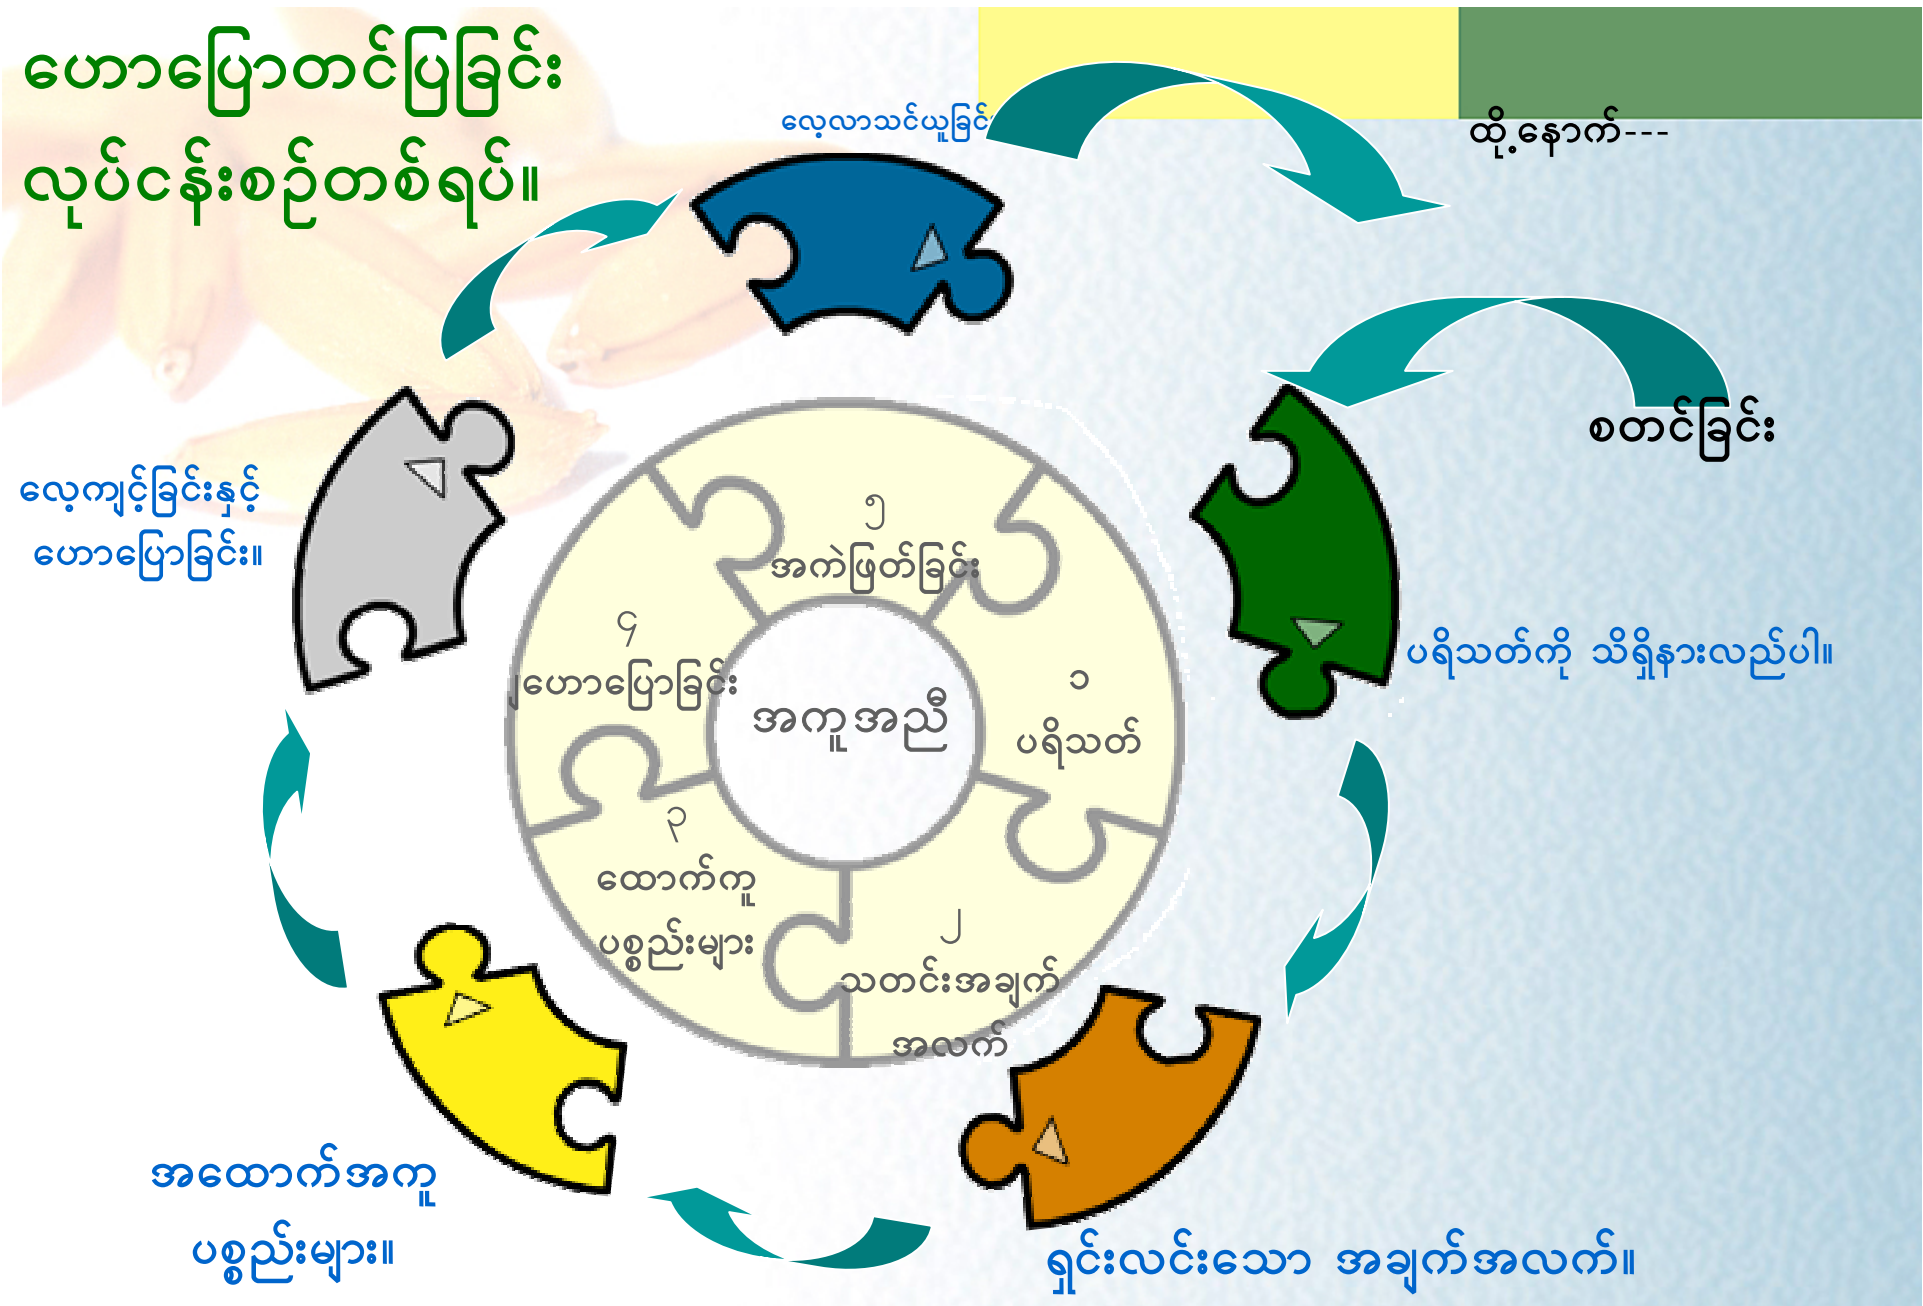 ဟောပြောတင်ပြခြင်း
လုပ်ငန်းစဉ်တစ်ရပ်။
လေ့လာသင်ယူခြင်း
ထို့နောက်---
စတင်ခြင်း
လေ့ကျင့်ခြင်းနှင့်
ဟောပြောခြင်း။
၅
အကဲဖြတ်ခြင်း
၄
ဟောပြောခြင်း
အကူအညီ
၁
ပရိသတ်
ပရိသတ်ကို သိရှိနားလည်ပါ။
၃
ထောက်ကူ
ပစ္စည်းများ
၂
သတင်းအချက်
အလက်
အထောက်အကူ
ပစ္စည်းများ။
ရှင်းလင်းသော အချက်အလက်။